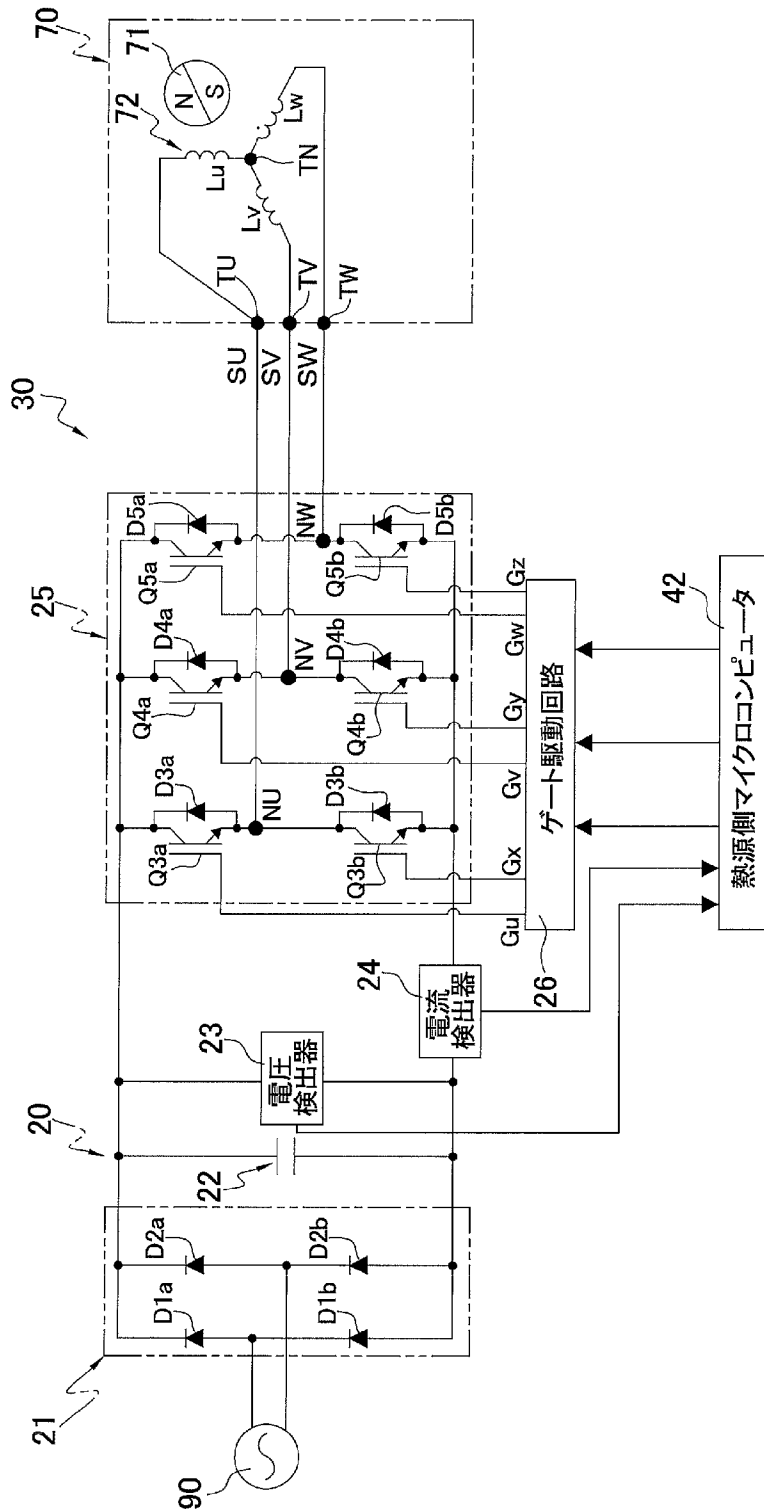 30
20
25
70
71
72
N
S
Lu
Lv
Lw
TN
TU
TV
TW
SU
SV
SW
21
D1a
D2a
D1b
D2b
90
22
23
電圧
検出器
24
電流
検出器
Q3a
D3a
Q4a
D4a
Q5a
D5a
NU
NV
NW
Q3b
D3b
Q4b
D4b
Q5b
D5b
Gu
Gx
Gv
Gy
Gw
Gz
ゲート駆動回路
26
熱源側マイクロコンピュータ
42